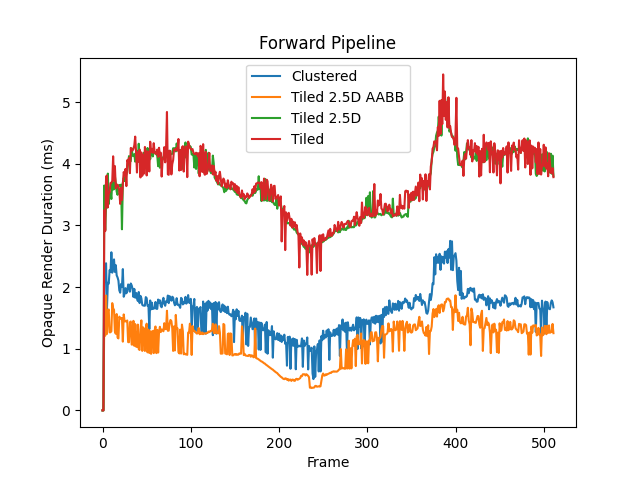 Forward Pipeline
Clustered
Tiled 2.5D AABB
Tiled 2.5D
Tiled
Opaque Render Duration (ms)
5
4
3
2
1
0
0 100 200 300 400 500
Frame